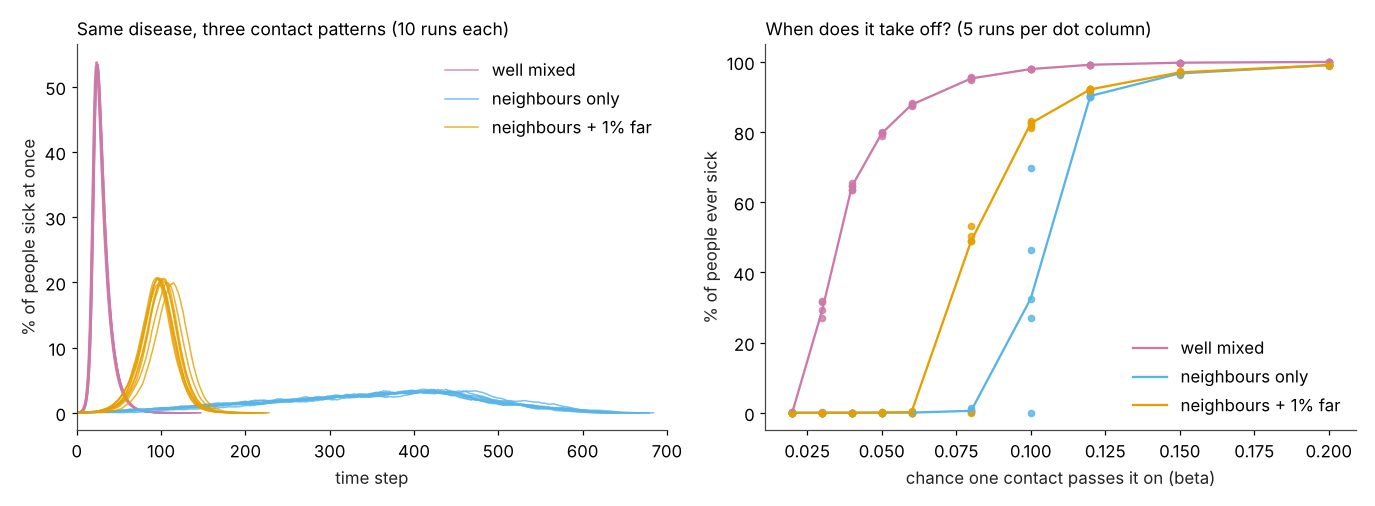 Same disease, three contact patterns (10 runs each)
% of people sick at once
50
40
30
20
10
0
well mixed
neighbours only
neighbours + 1% far
0 100 200 300 400 500 600 700
time step
When does it take off? (5 runs per dot column)
% of people ever sick
100
80
60
40
20
0
well mixed
neighbours only
neighbours + 1% far
0.025 0.050 0.075 0.100 0.125 0.150 0.175 0.200
chance one contact passes it on (beta)